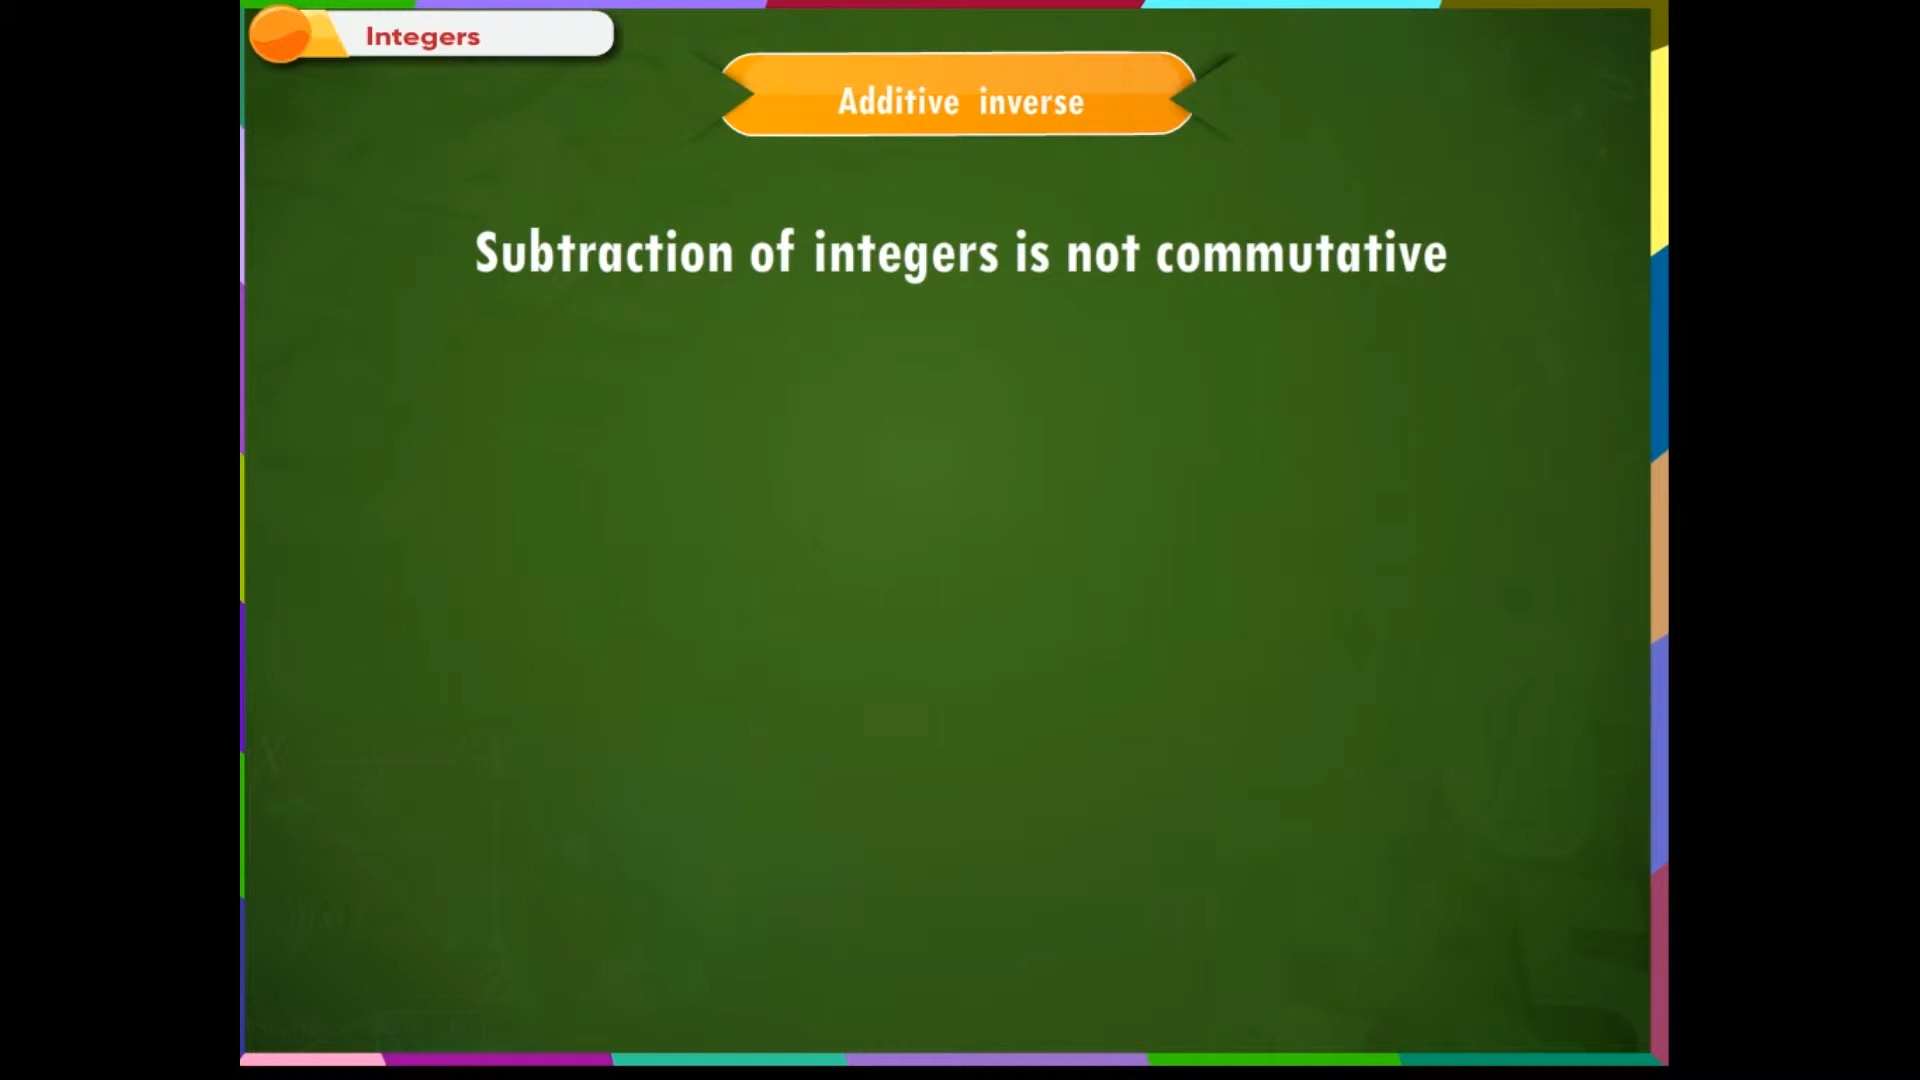 Integers
Additive inverse
Subtraction of integers is not commutative